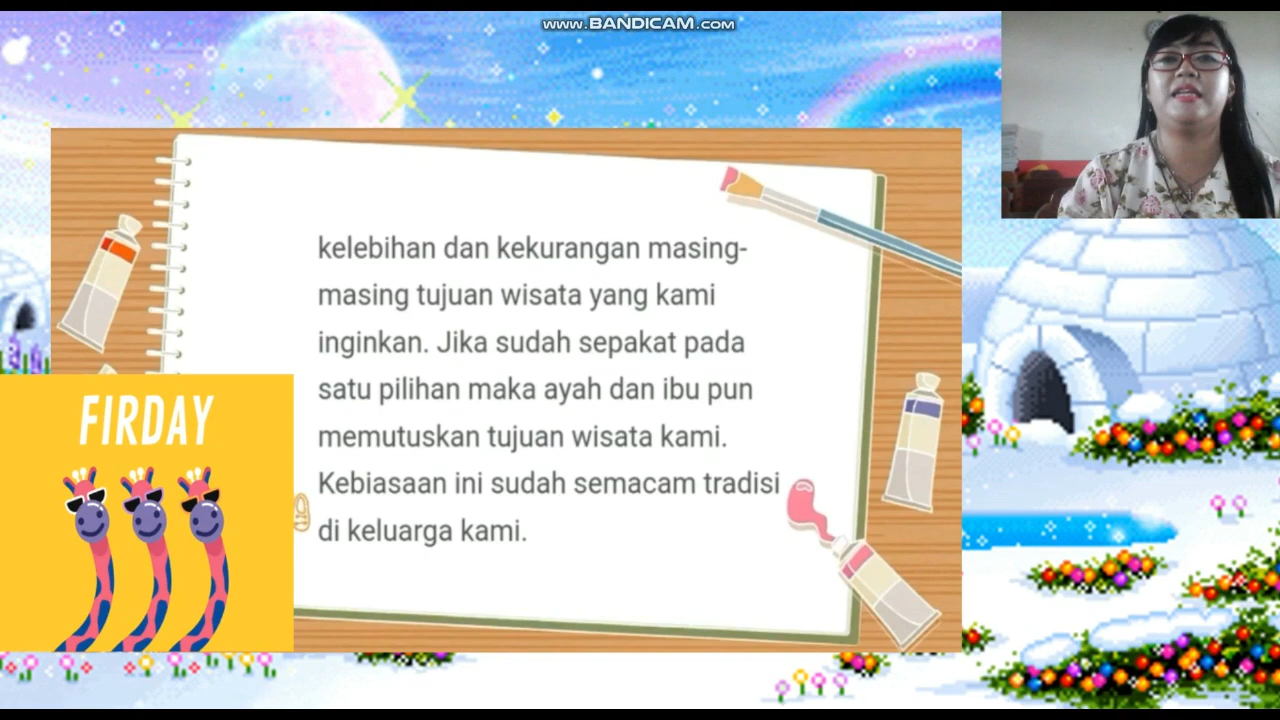 www.BANDICAM.com
kelebihan dan kekurangan masing-
masing tujuan wisata yang kami
inginkan. Jika sudah sepakat pada
satu pilihan maka ayah dan ibu pun
memutuskan tujuan wisata kami.
Kebiasaan ini sudah semacam tradisi
di keluarga kami.
FIRDAY